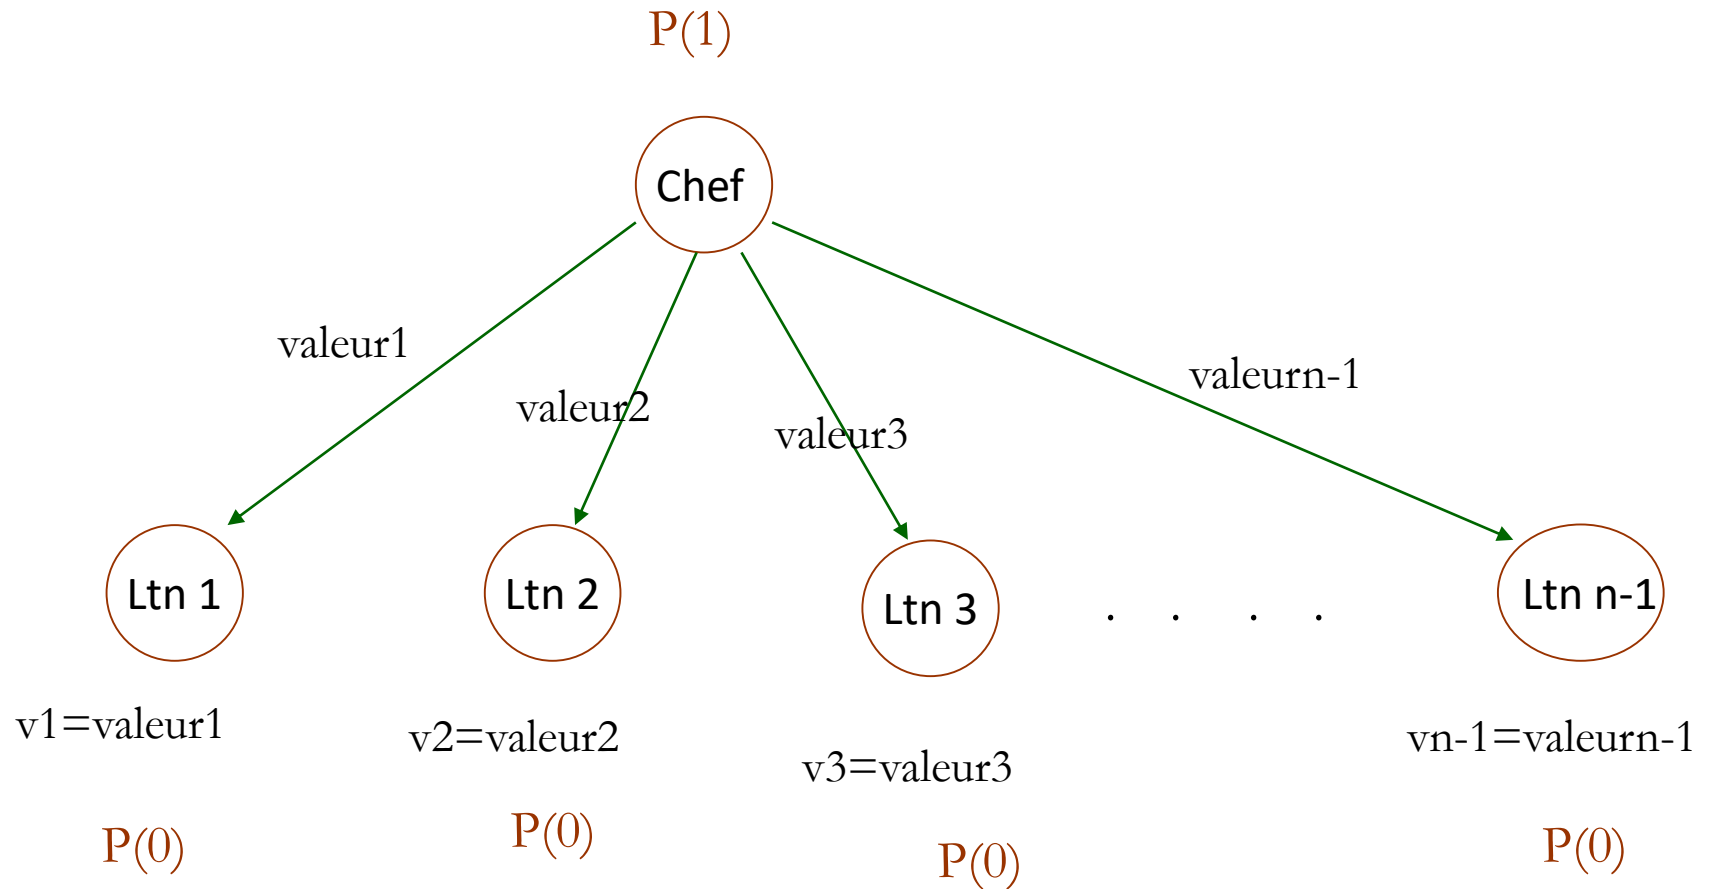 P(1)
Chef
valeur1
valeur2
valeur3
valeurn-1
Ltn 1
Ltn 2
Ltn 3
. . . .
Ltn n-1
v1=valeur1
v2=valeur2
v3=valeur3
vn-1=valeurn-1
P(0)
P(0)
P(0)
P(0)